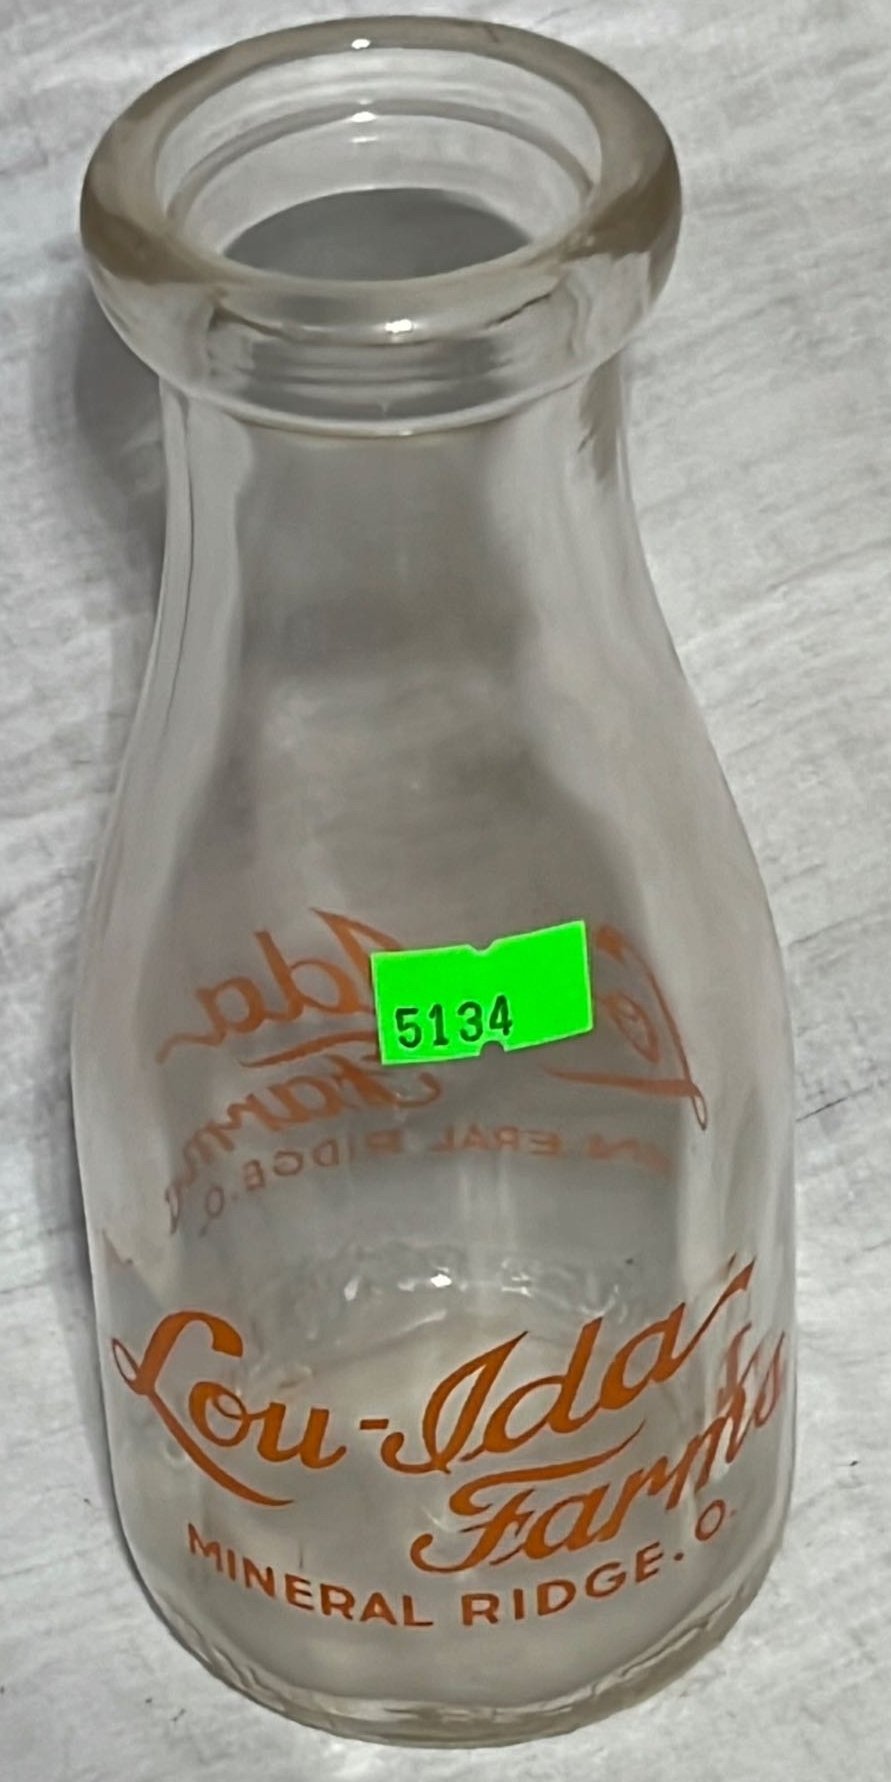 5134
Lou-Ida
Farms
MINERAL RIDGE. O.